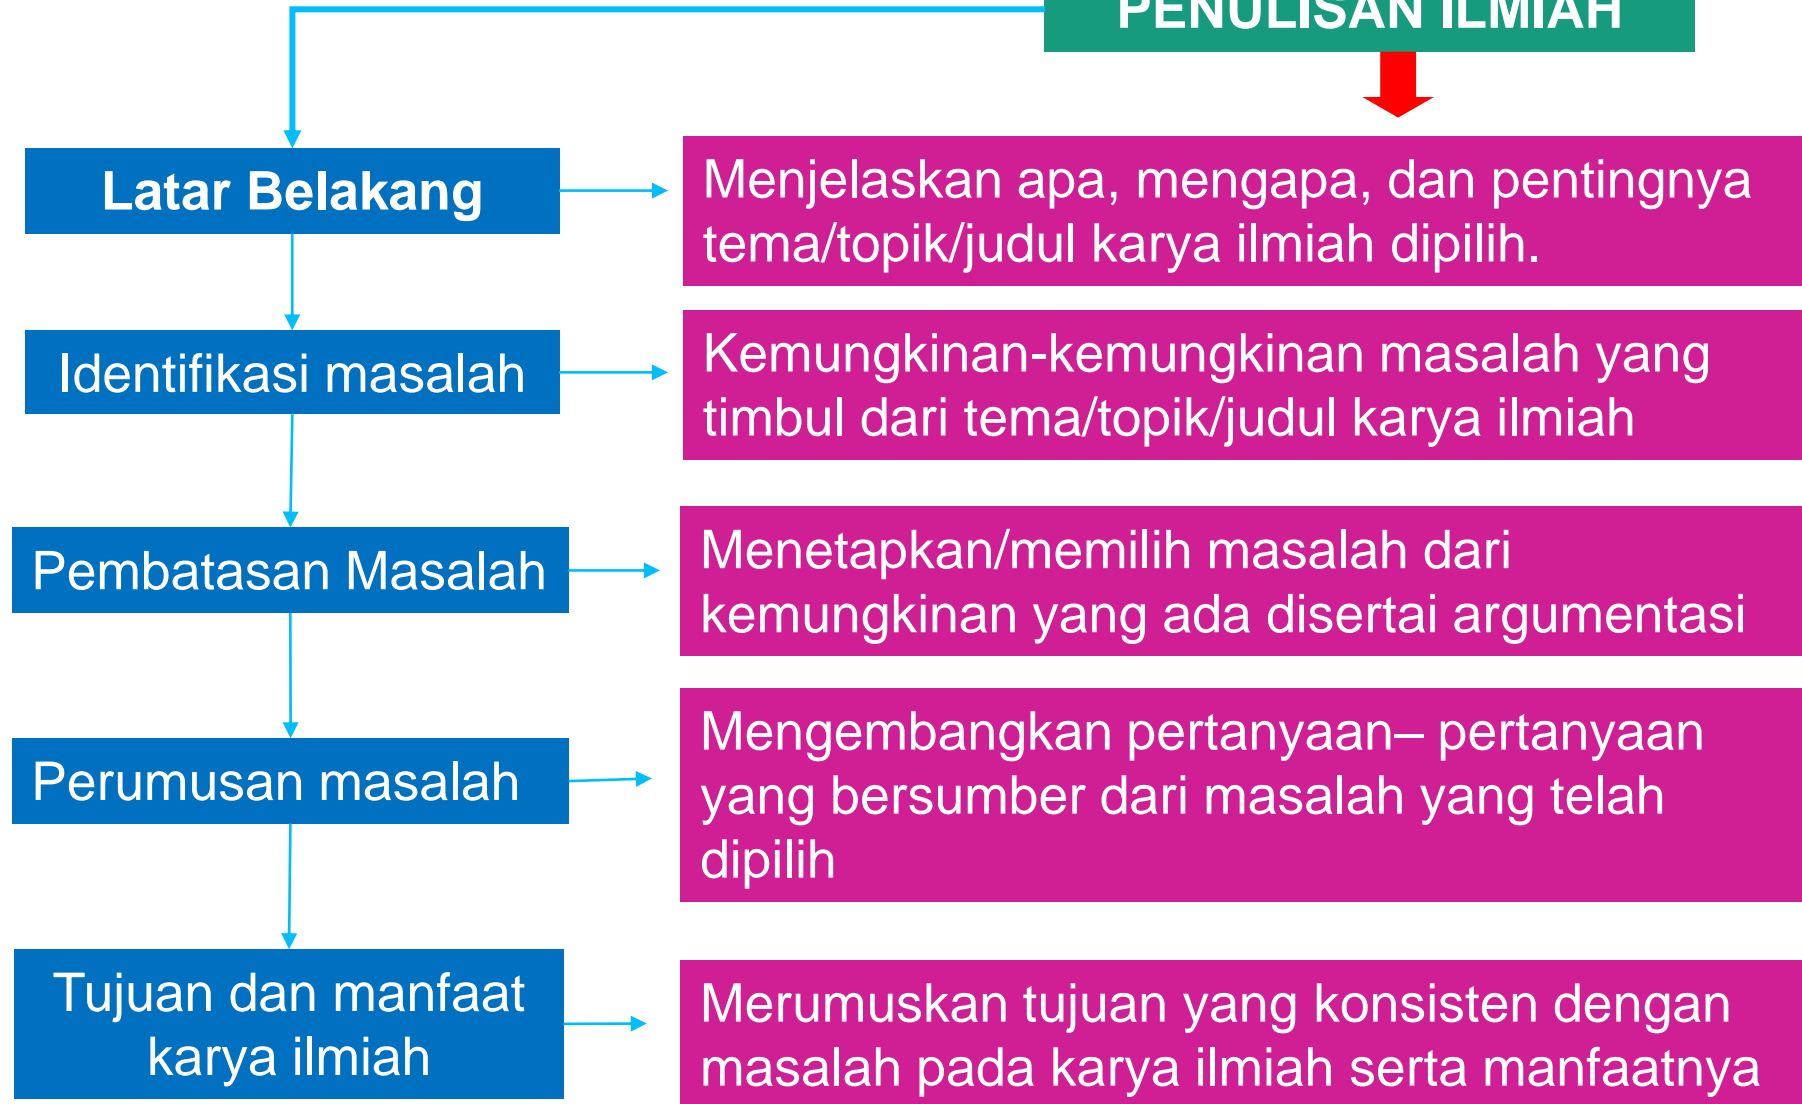 PENULISAN ILMIAH
Latar Belakang
Menjelaskan apa, mengapa, dan pentingnya
tema/topik/judul karya ilmiah dipilih.
Identifikasi masalah
Kemungkinan-kemungkinan masalah yang
timbul dari tema/topik/judul karya ilmiah
Pembatasan Masalah
Menetapkan/memilih masalah dari
kemungkinan yang ada disertai argumentasi
Perumusan masalah
Mengembangkan pertanyaan– pertanyaan
yang bersumber dari masalah yang telah
dipilih
Tujuan dan manfaat
karya ilmiah
Merumuskan tujuan yang konsisten dengan
masalah pada karya ilmiah serta manfaatnya